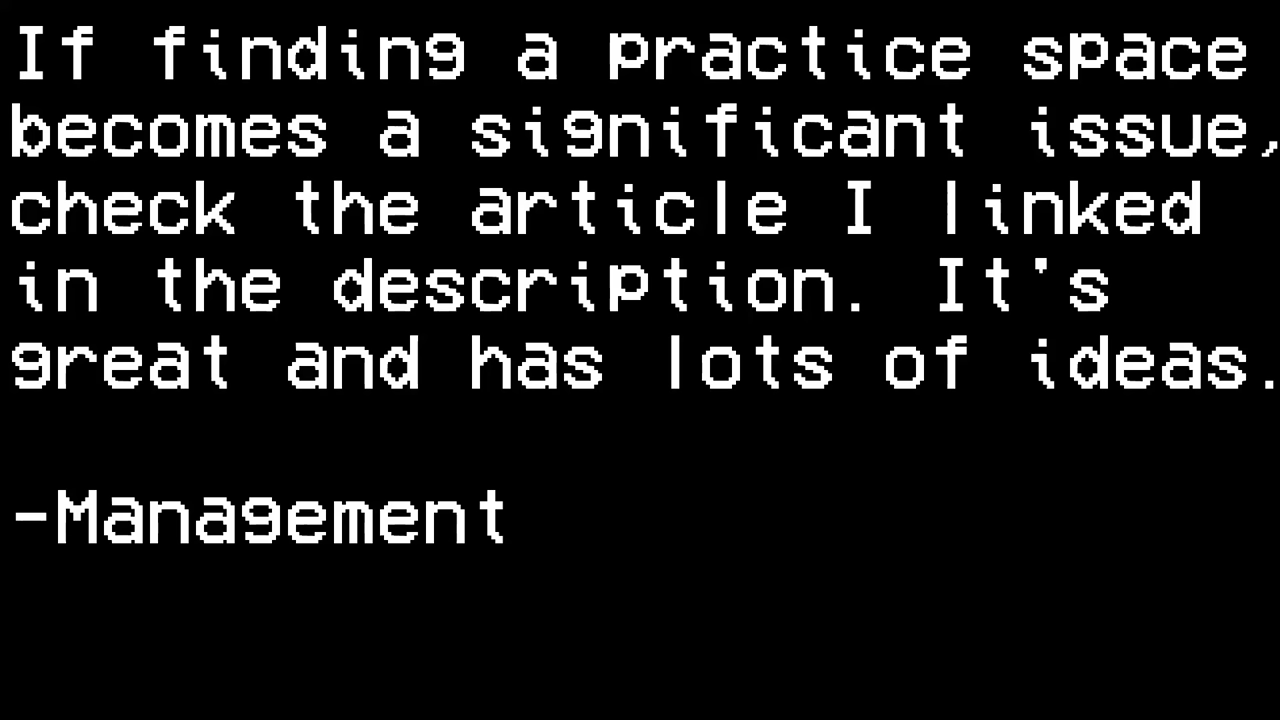 If finding a practice space
becomes a significant issue,
check the article I linked
in the description. It's
great and has lots of ideas.
-Management